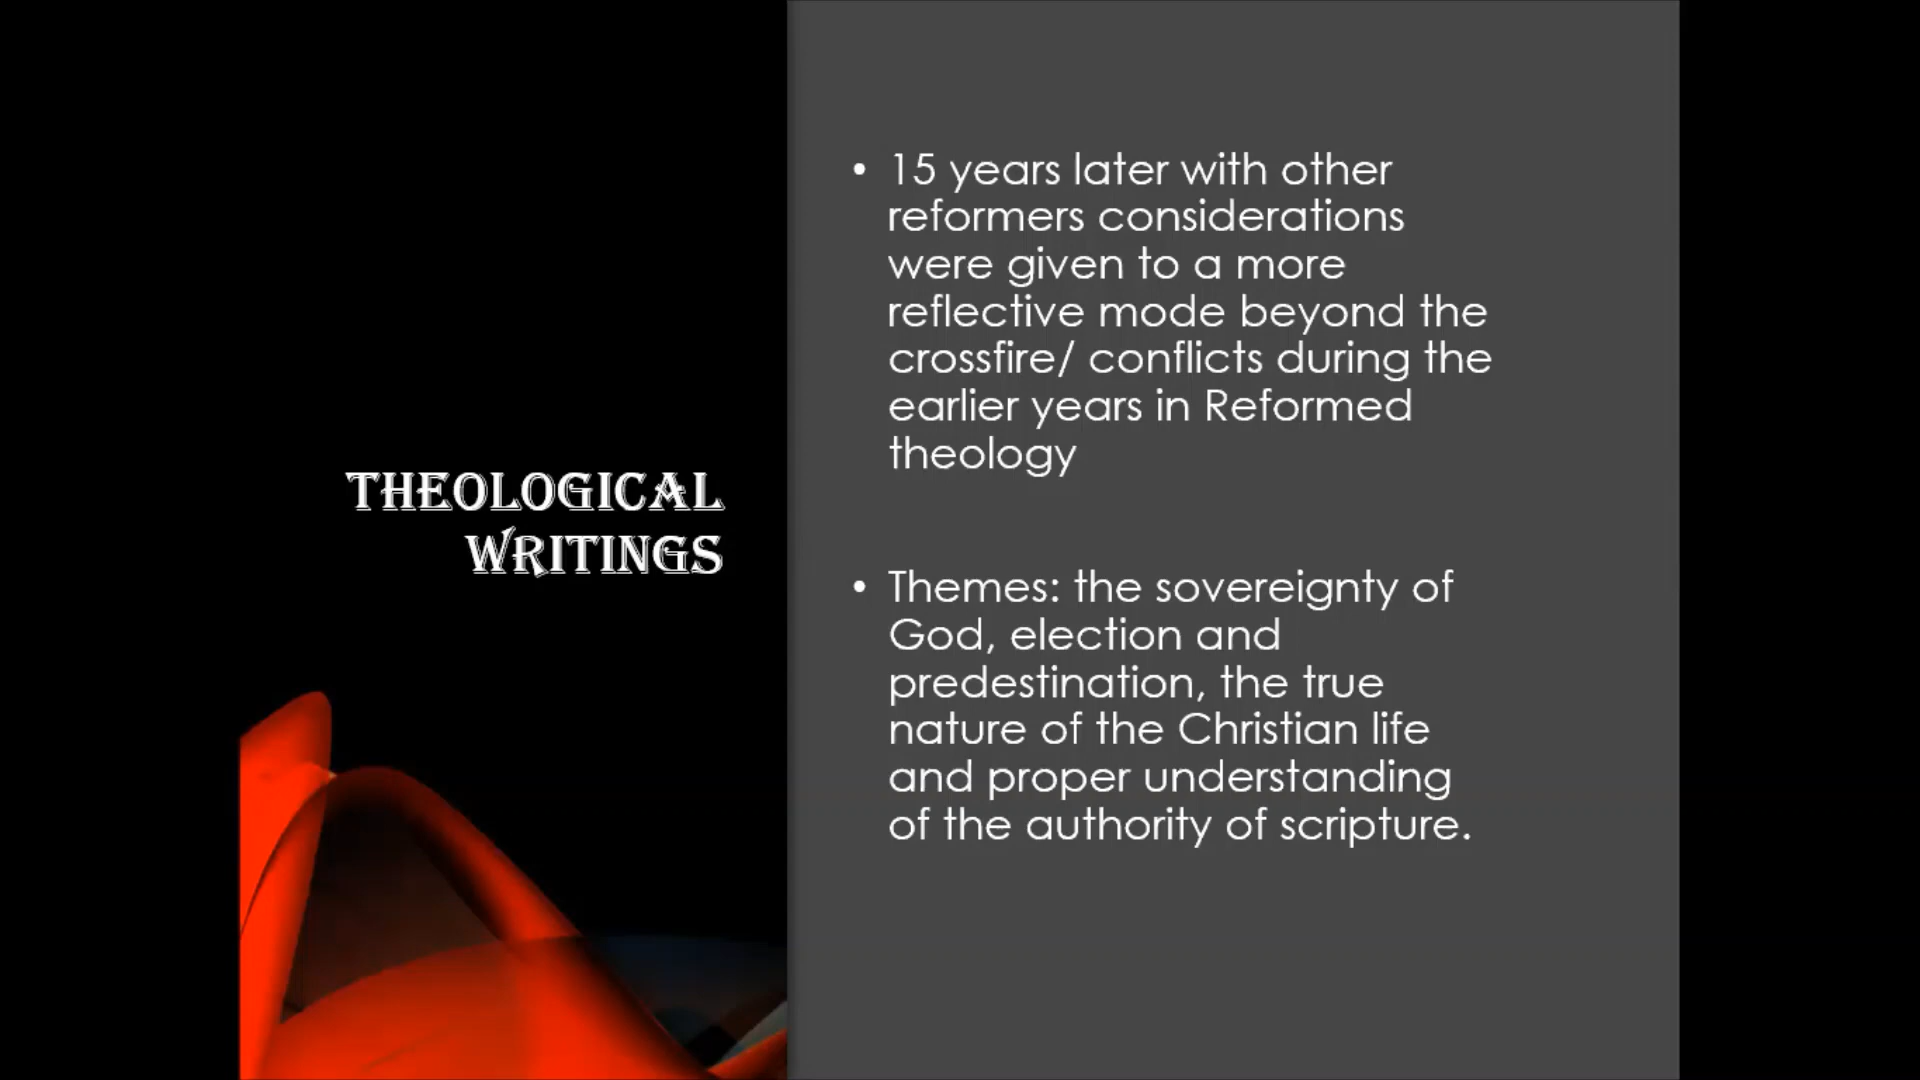 THEOLOGICAL
WRITINGS
• 15 years later with other
reformers considerations
were given to a more
reflective mode beyond the
crossfire/ conflicts during the
earlier years in Reformed
theology
• Themes: the sovereignty of
God, election and
predestination, the true
nature of the Christian life
and proper understanding
of the authority of scripture.